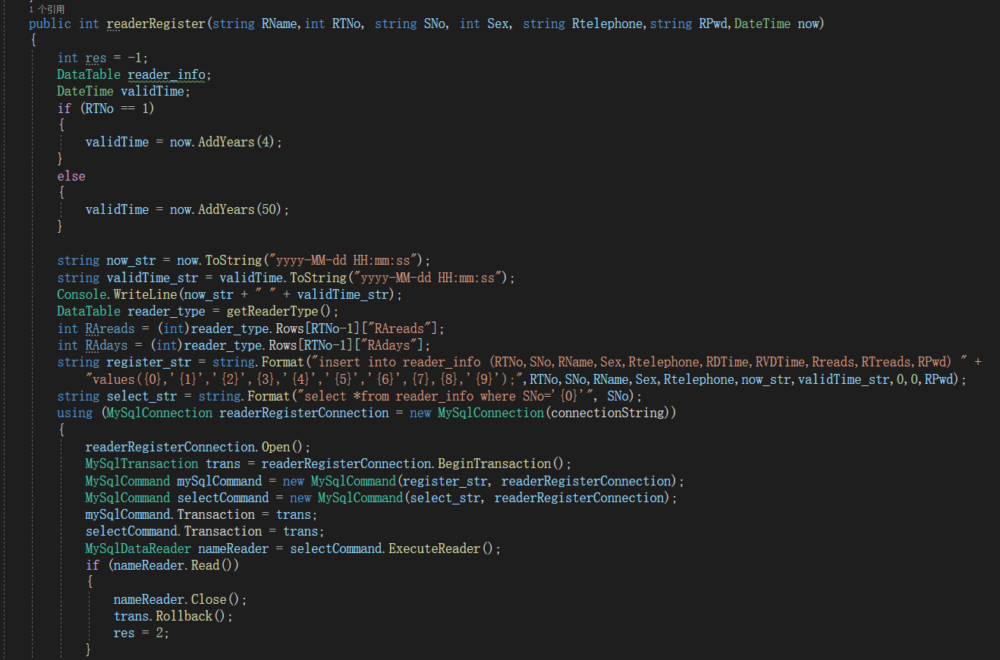 1 个引用
public int readerRegister(string RName,int RTNo, string SNo, int Sex, string Rtelephone,string RPwd,DateTime now)
{
int res = -1;
DataTable reader_info;
DateTime validTime;
if (RTNo == 1)
{
validTime = now.AddYears(4);
}
else
{
validTime = now.AddYears(50);
}
string now_str = now.ToString("yyyy-MM-dd HH:mm:ss");
string validTime_str = validTime.ToString("yyyy-MM-dd HH:mm:ss");
Console.WriteLine(now_str + " " + validTime_str);
DataTable reader_type = getReaderType();
int RAreads = (int)reader_type.Rows[RTNo-1]["RAreads"];
int RAdays = (int)reader_type.Rows[RTNo-1]["RAdays"];
string register_str = string.Format("insert into reader_info (RTNo,SNo,RName,Sex,Rtelephone,RDTime,RVDTime,Rreads,RTreads,RPwd) " +
"values({0},'{1}','{2}',{3},'{4}','{5}','{6}',{7},{8},'{9}');",RTNo,SNo,RName,Sex,Rtelephone,now_str,validTime_str,0,0,RPwd);
string select_str = string.Format("select *from reader_info where SNo='{0}'", SNo);
using (MySqlConnection readerRegisterConnection = new MySqlConnection(connectionString))
{
readerRegisterConnection.Open();
MySqlTransaction trans = readerRegisterConnection.BeginTransaction();
MySqlCommand mySqlCommand = new MySqlCommand(register_str, readerRegisterConnection);
MySqlCommand selectCommand = new MySqlCommand(select_str, readerRegisterConnection);
mySqlCommand.Transaction = trans;
selectCommand.Transaction = trans;
MySqlDataReader nameReader = selectCommand.ExecuteReader();
if (nameReader.Read())
{
nameReader.Close();
trans.Rollback();
res = 2;
}